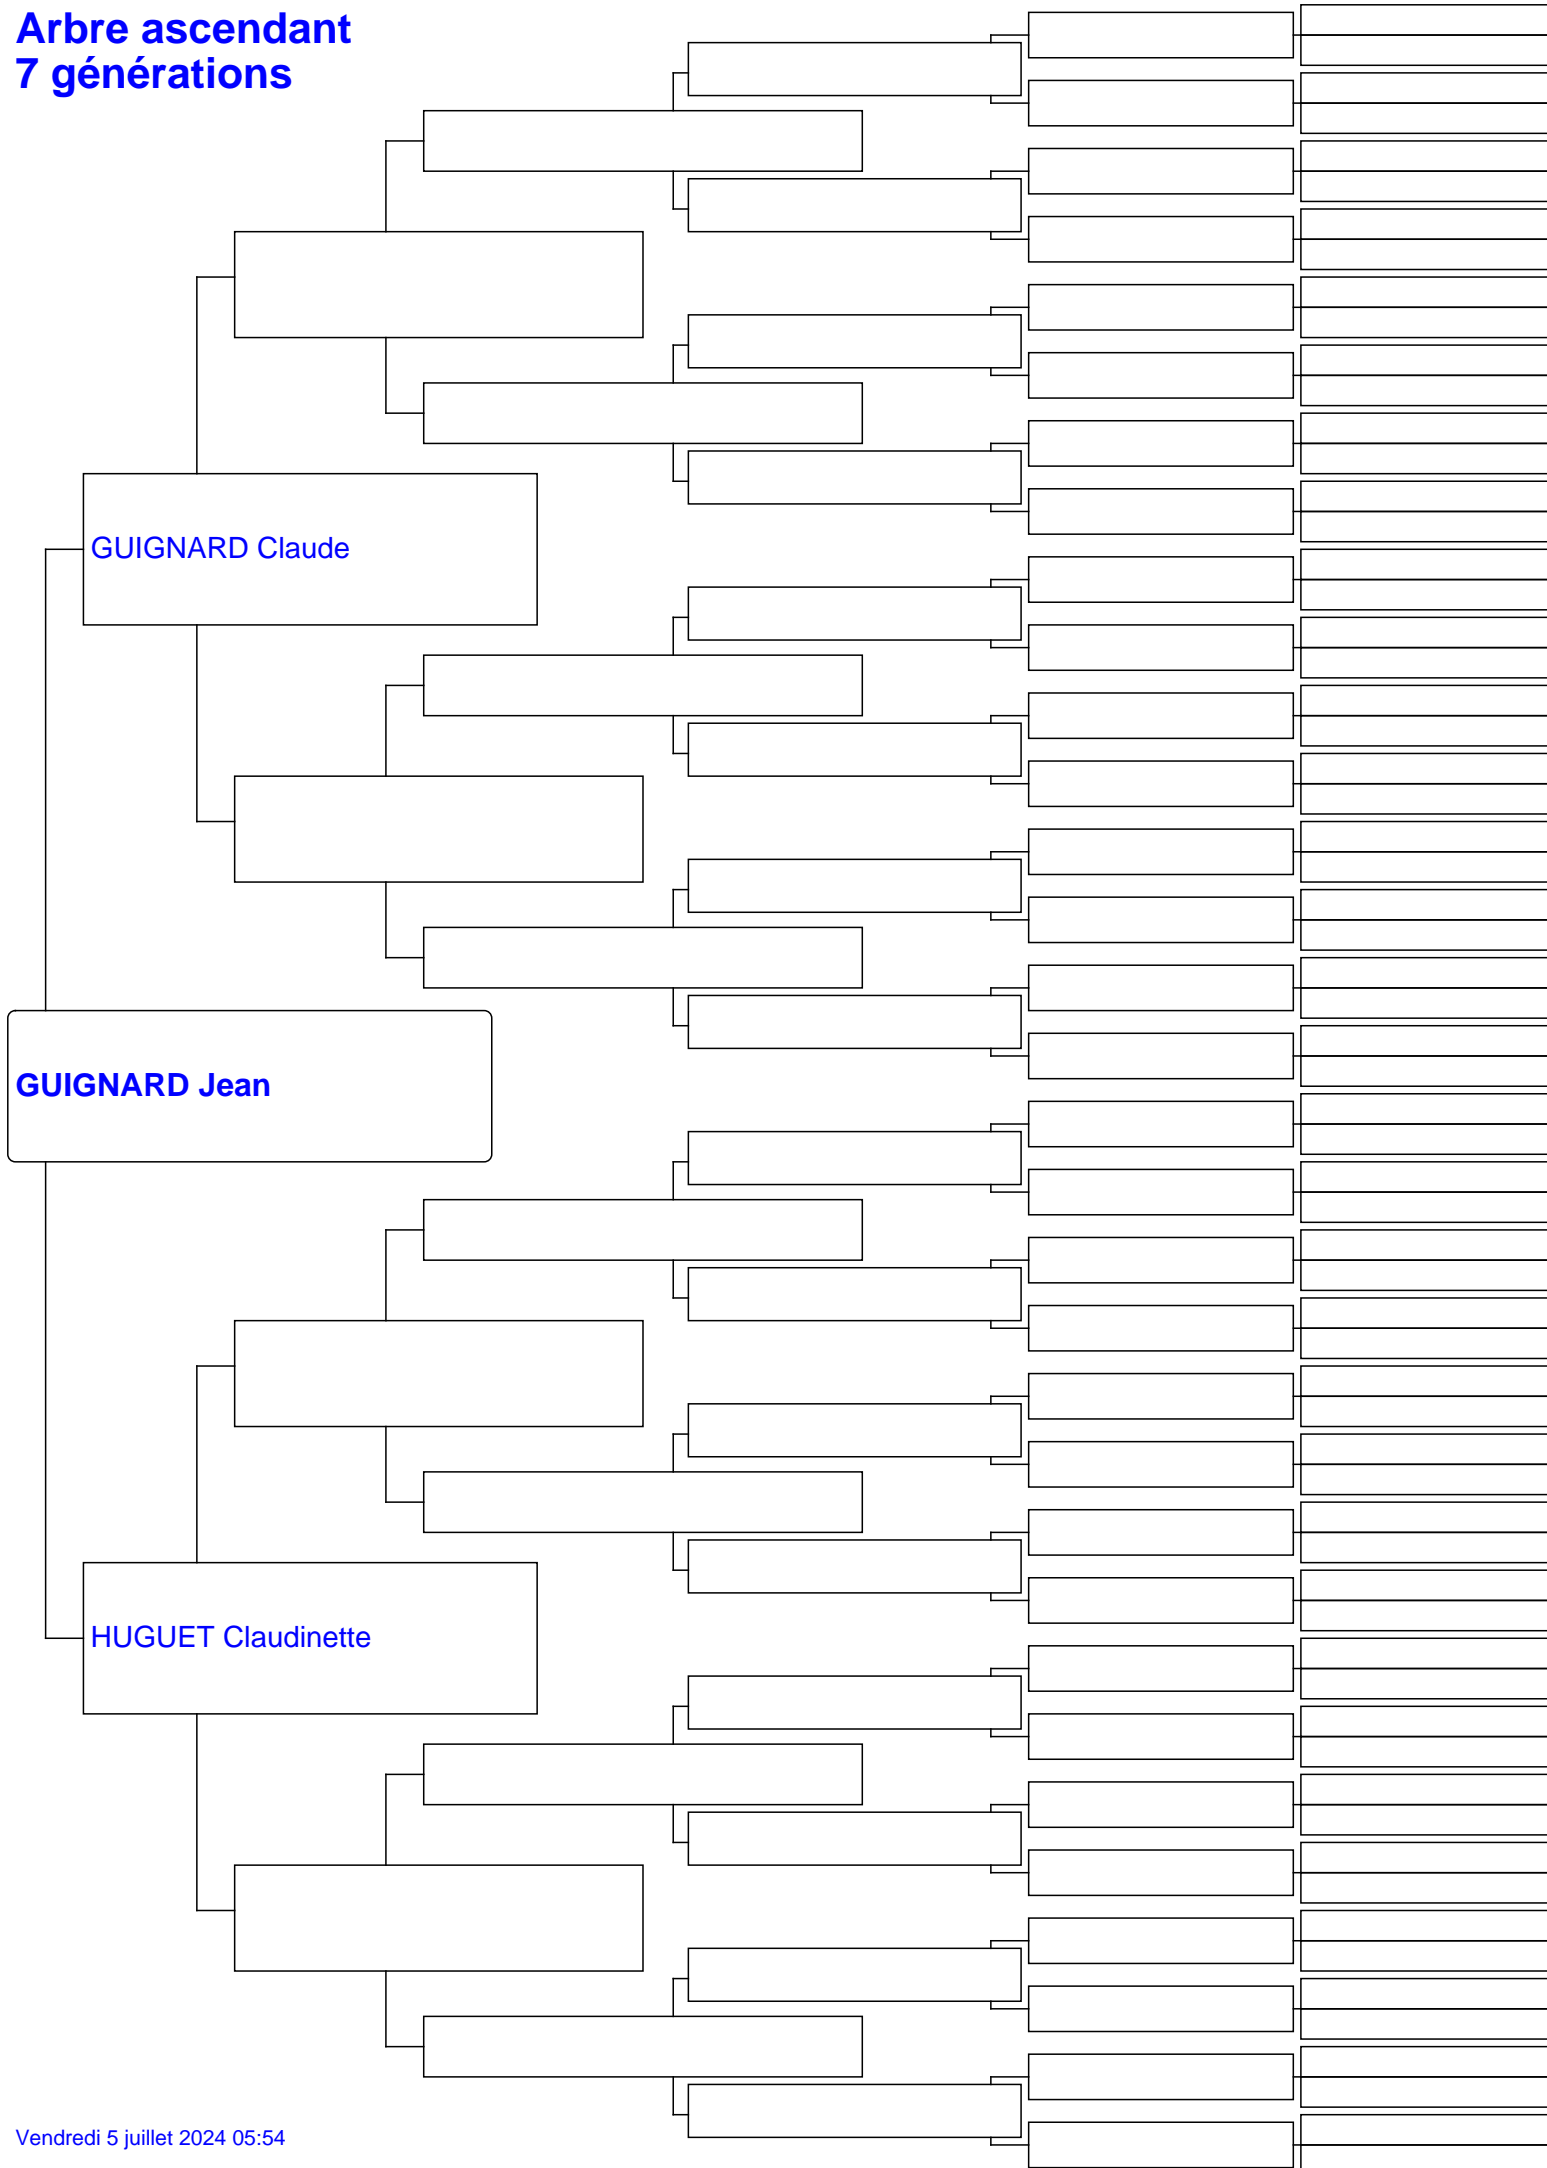 Arbre ascendant
7 générations
GUIGNARD Claude
GUIGNARD Jean
HUGUET Claudinette
Vendredi 5 juillet 2024 05:54